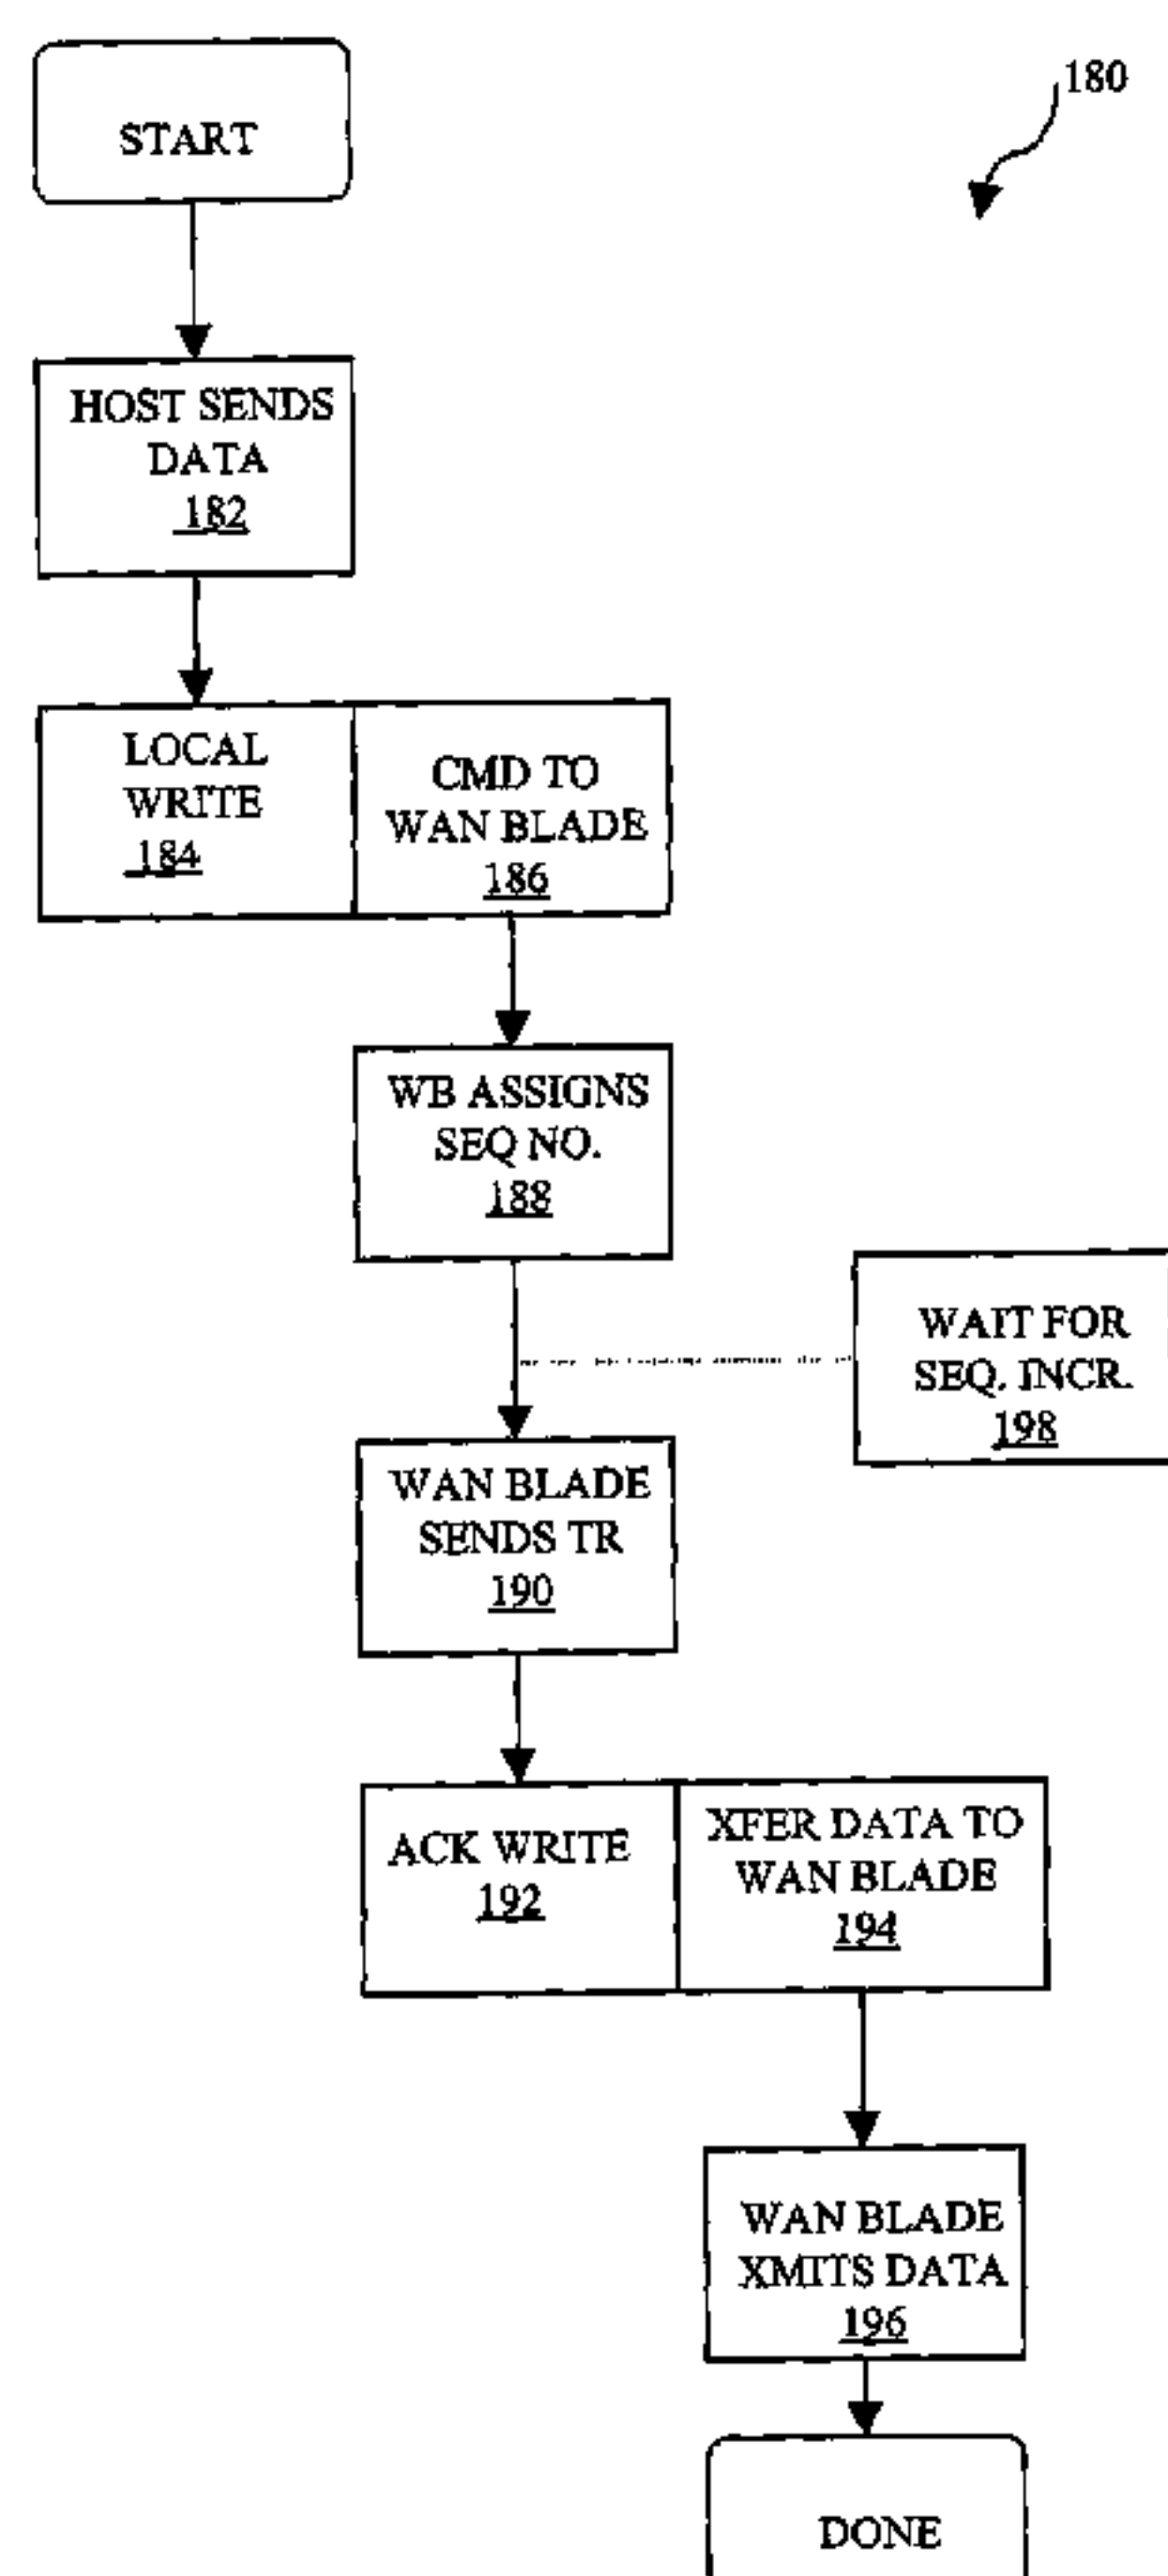 180
START
HOST SENDS
DATA
182
LOCAL
WRITE
184
CMD TO
WAN BLADE
186
WB ASSIGNS
SEQ NO.
188
WAIT FOR
SEQ. INCR.
198
WAN BLADE
SENDS TR
190
ACK WRITE
192
XFER DATA TO
WAN BLADE
194
WAN BLADE
XMITS DATA
196
DONE